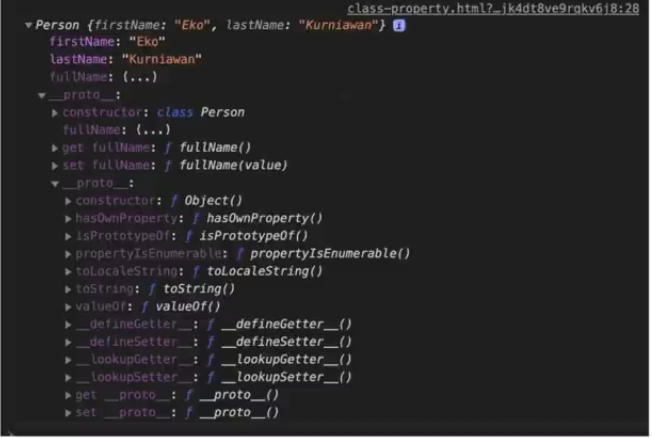 class-property.html?…jk4dt8ve9rqkv6j8:28
▼Person {firstName: "Eko", lastName: "Kurniawan"} i
firstName: "Eko"
lastName: "Kurniawan"
fullName: (...)
▼__proto__:
▶constructor: class Person
fullName: (...)
▶get fullName: ƒ fullName()
▶set fullName: ƒ fullName(value)
▼__proto__:
▶constructor: ƒ Object()
▶hasOwnProperty: ƒ hasOwnProperty()
▶isPrototypeOf: ƒ isPrototypeOf()
▶propertyIsEnumerable: ƒ propertyIsEnumerable()
▶toLocaleString: ƒ toLocaleString()
▶toString: ƒ toString()
▶valueOf: ƒ valueOf()
▶__defineGetter__: ƒ __defineGetter__()
▶__defineSetter__: ƒ __defineSetter__()
▶__lookupGetter__: ƒ __lookupGetter__()
▶__lookupSetter__: ƒ __lookupSetter__()
▶get __proto__: ƒ __proto__()
▶set __proto__: ƒ __proto__()